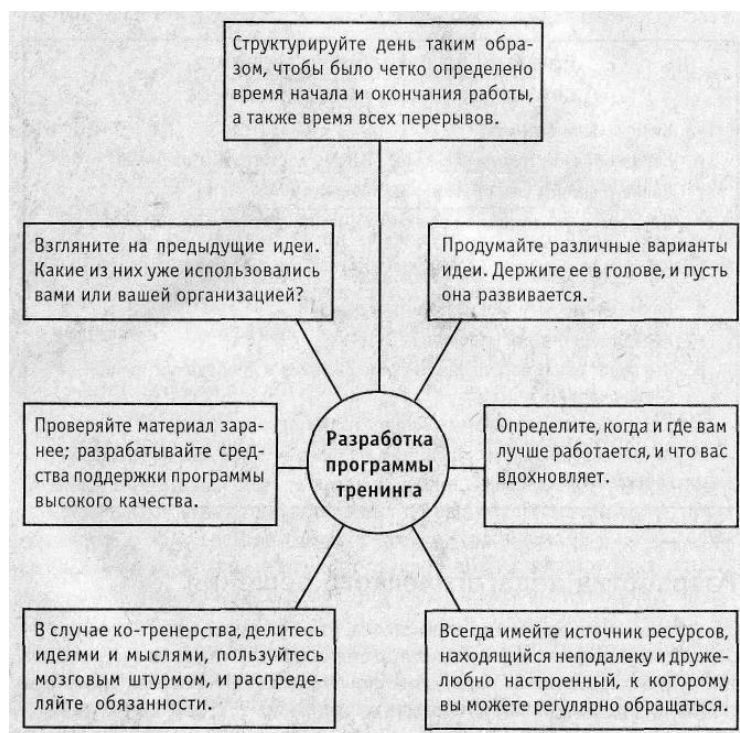 Структурируйте день таким обра-
зом, чтобы было четко определено
время начала и окончания работы,
а также время всех перерывов.
Взгляните на предыдущие идеи.
Какие из них уже использовались
вами или вашей организацией?
Продумайте различные варианты
идеи. Держите ее в голове, и пусть
она развивается.
Проверяйте материал зара-
нее; разрабатывайте сред-
ства поддержки программы
высокого качества.
Разработка
программы
тренинга
Определите, когда и где вам
лучше работается, и что вас
вдохновляет.
В случае ко-тренерства, делитесь
идеями и мыслями, пользуйтесь
мозговым штурмом, и распреде-
ляйте обязанности.
Всегда имейте источник ресурсов,
находящийся неподалеку и друже-
любно настроенный, к которому
вы можете регулярно обращаться.